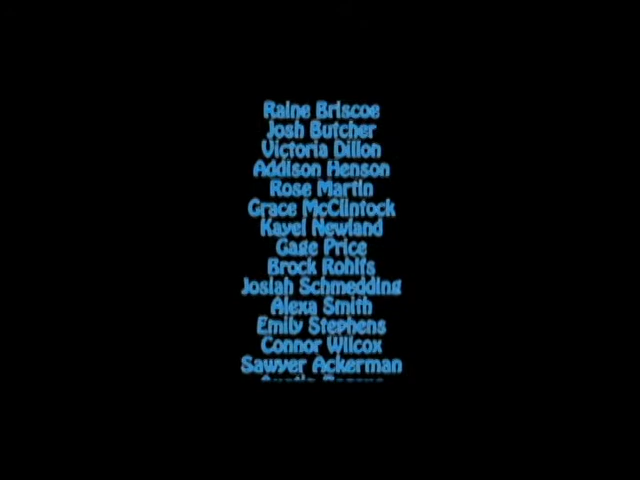 Raine Briscoe
Josh Butcher
Victoria Dillon
Addison Henson
Rose Martin
Grace McClintock
Kayel Newland
Gage Price
Brock Rohlfs
Josiah Schmedding
Alexa Smith
Emily Stephens
Connor Wilcox
Sawyer Ackerman